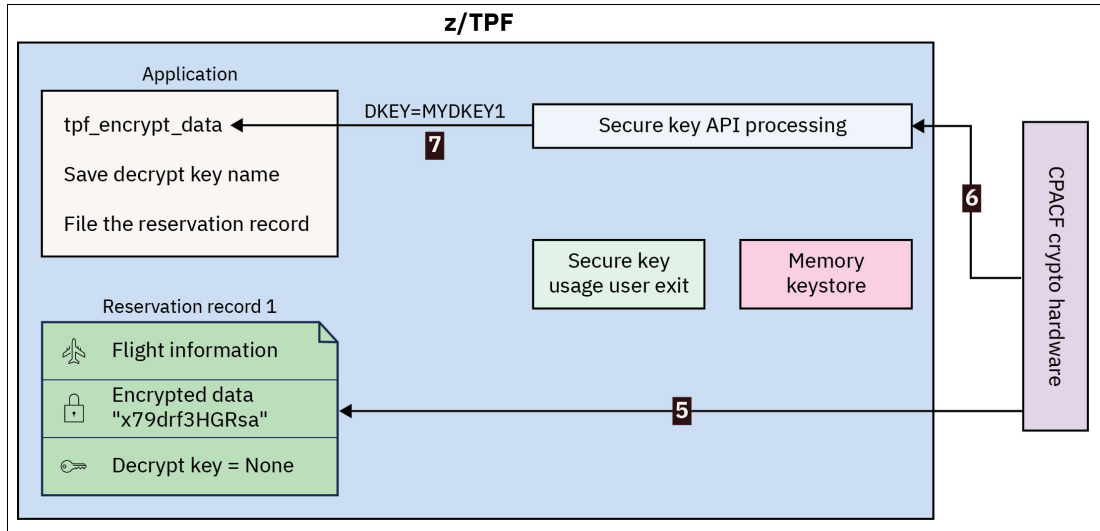 z/TPF
Application
tpf_encrypt_data
Save decrypt key name
File the reservation record
DKEY=MYDKEY1
7
Secure key API processing
6
CPACF crypto hardware
Secure key
usage user exit
Memory
keystore
Reservation record 1
Flight information
Encrypted data
"x79drf3HGRsa"
Decrypt key = None
5